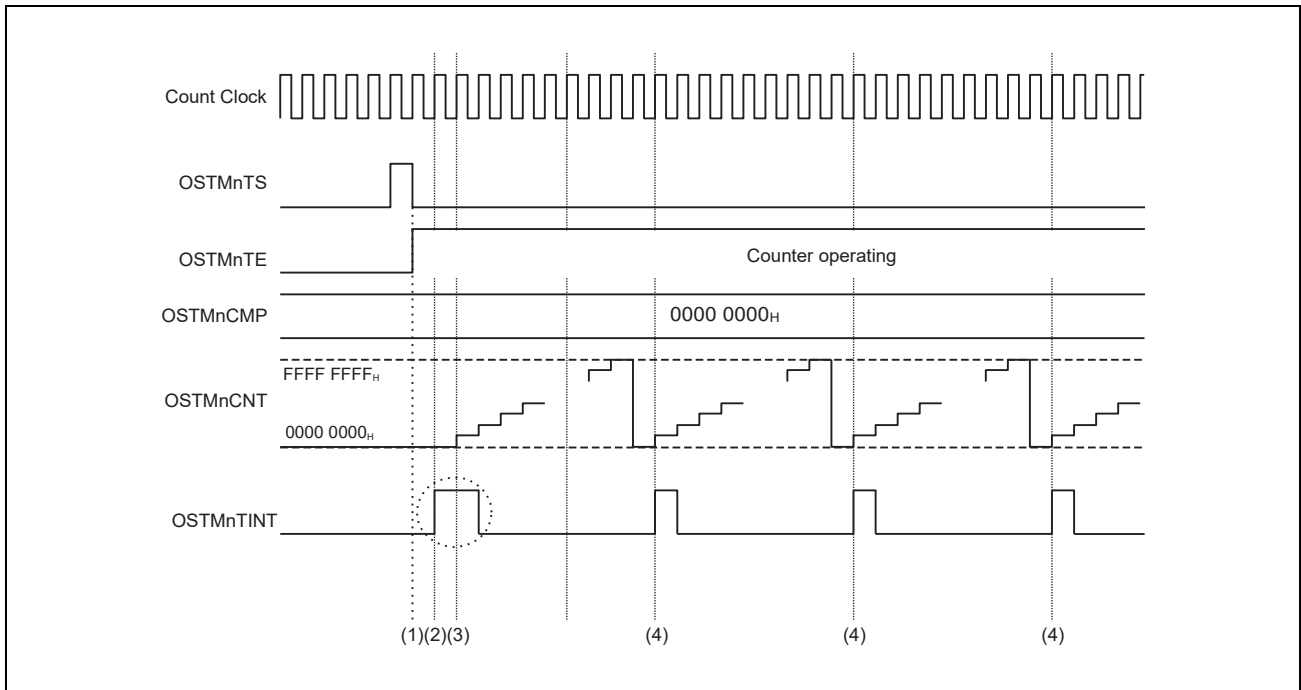 Count Clock
OSTMnTS
OSTMnTE
Counter operating
OSTMnCMP
0000 0000H
FFFF FFFFH
OSTMnCNT
0000 0000H
OSTMnTINT
(1)(2)(3) (4) (4) (4)